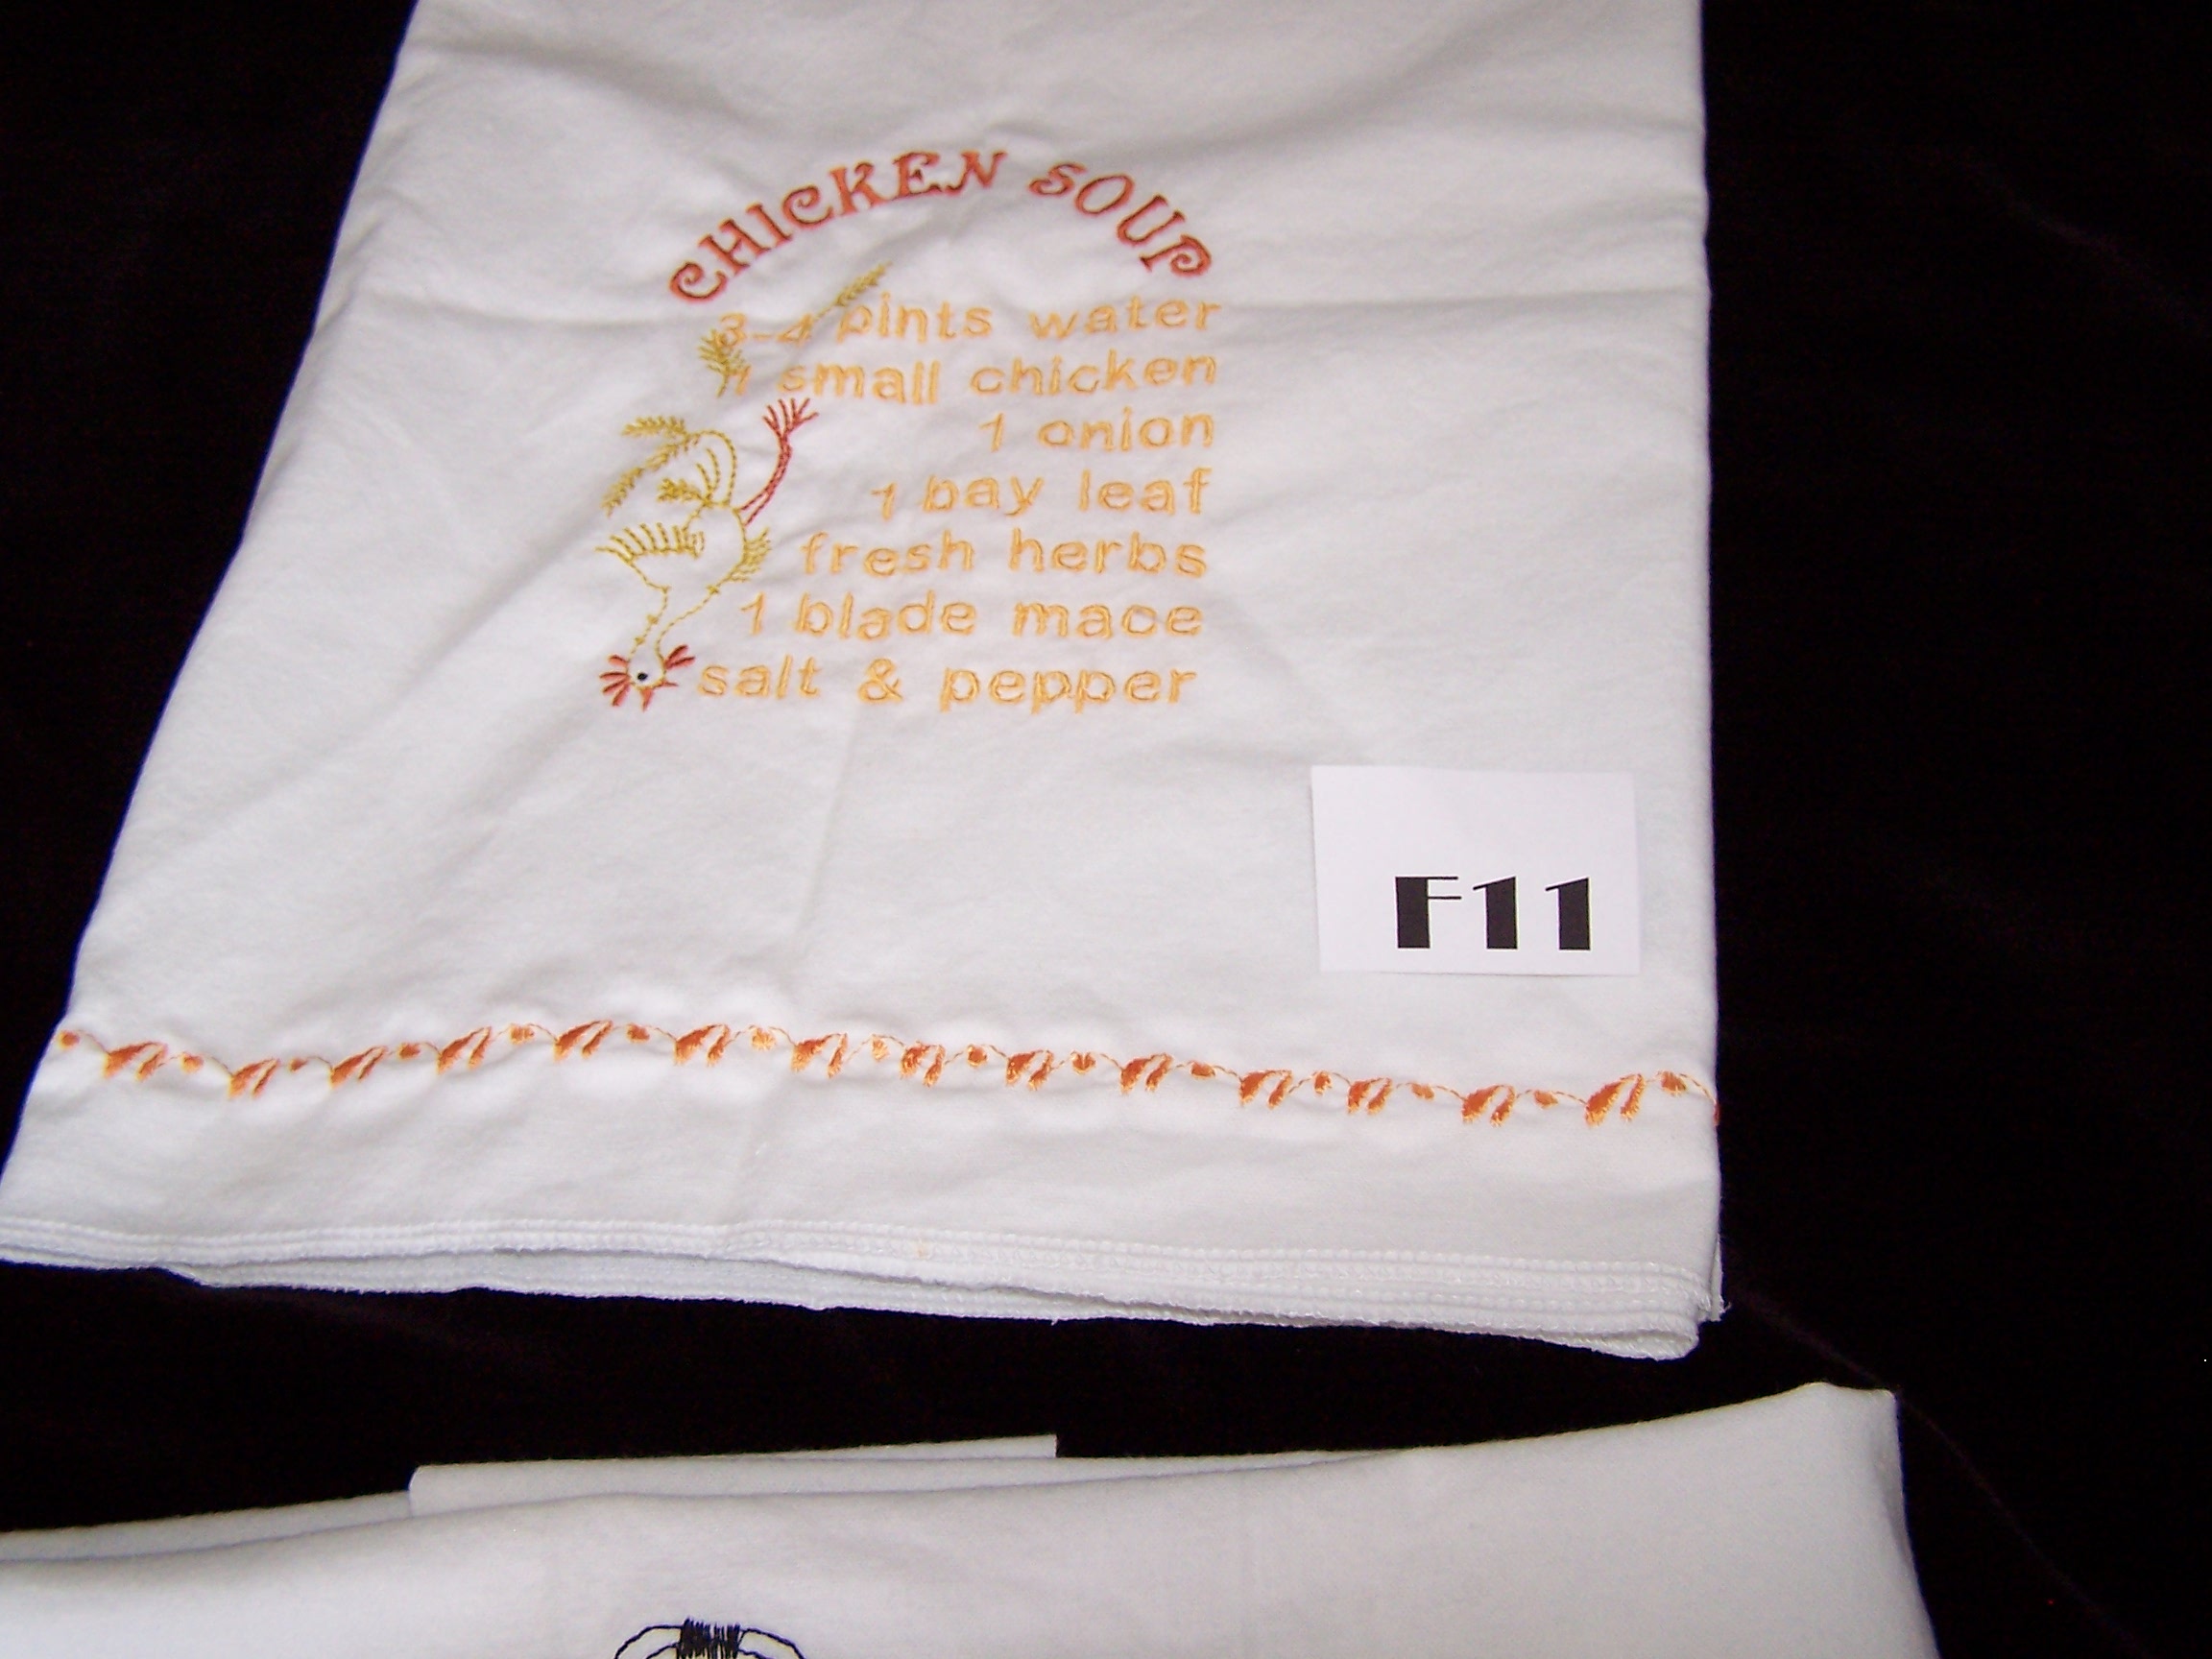 CHICKEN SOUP
3-4 pints water
1 small chicken
1 onion
1 bay leaf
fresh herbs
1 blade mace
salt & pepper
F11